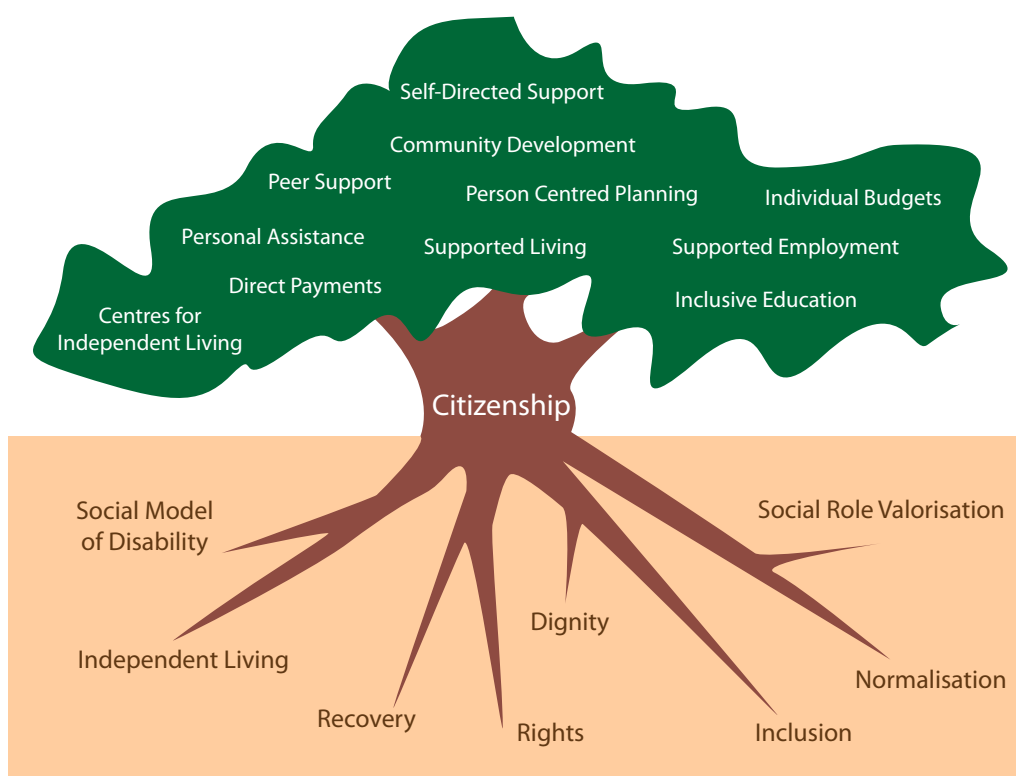 Self-Directed Support
Community Development
Peer Support
Person Centred Planning
Individual Budgets
Personal Assistance
Supported Living
Supported Employment
Direct Payments
Inclusive Education
Centres for
Independent Living
Citizenship
Social Model
of Disability
Social Role Valorisation
Dignity
Independent Living
Normalisation
Recovery
Rights
Inclusion